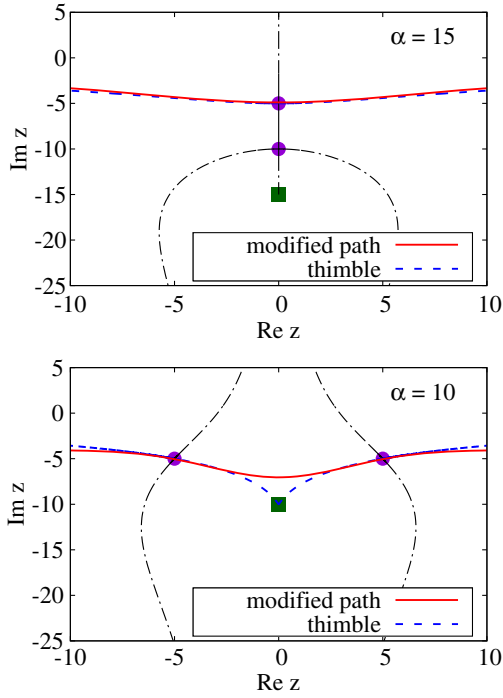 5
α = 15
0
-5
Im z
-10
-15
-20
modified path
thimble
-25
-10 -5 0 5 10
Re z
5
α = 10
0
-5
Im z
-10
-15
-20
modified path
thimble
-25
-10 -5 0 5 10
Re z